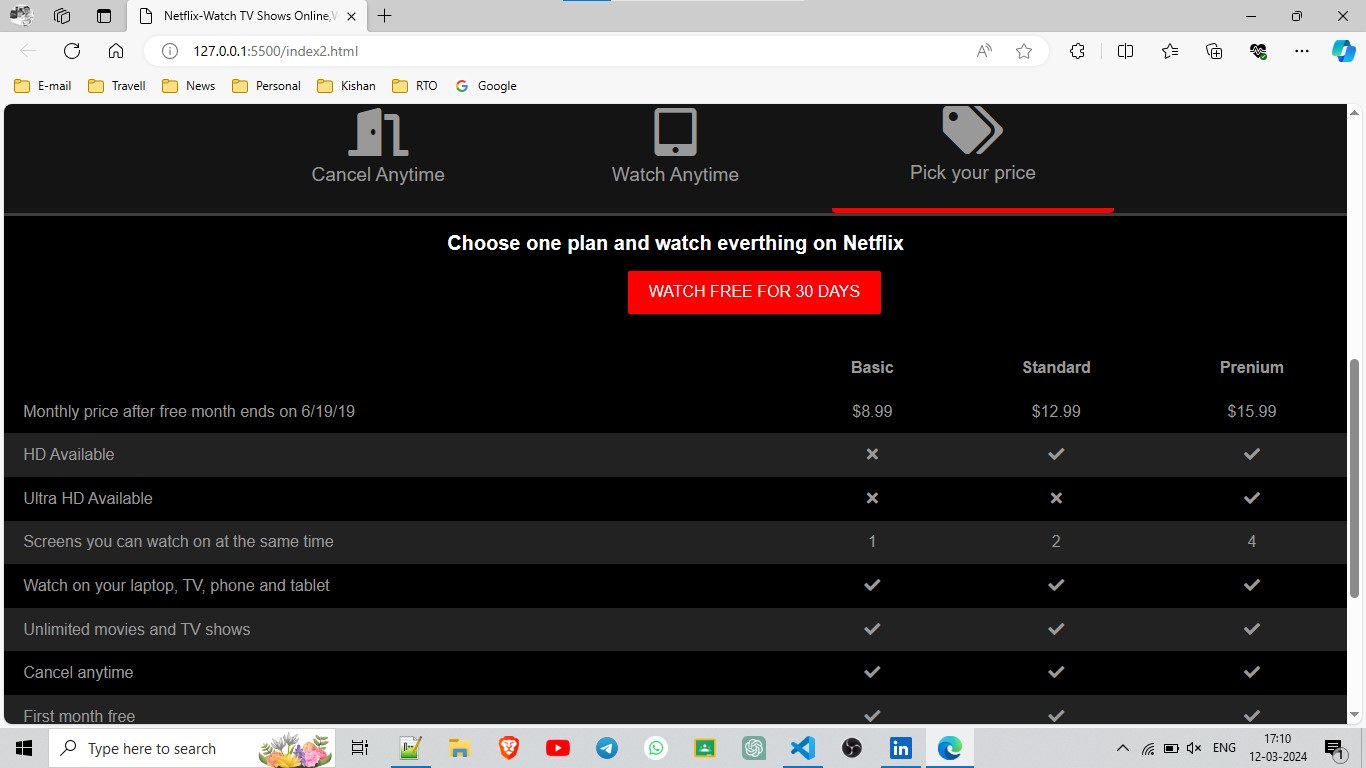 Netflix-Watch TV Shows Online,
127.0.0.1:5500/index2.html
E-mail Travell News Personal Kishan RTO Google
Cancel Anytime Watch Anytime Pick your price
Choose one plan and watch everthing on Netflix
WATCH FREE FOR 30 DAYS
Basic Standard Prenium
Monthly price after free month ends on 6/19/19 $8.99 $12.99 $15.99
HD Available
Ultra HD Available
Screens you can watch on at the same time 1 2 4
Watch on your laptop, TV, phone and tablet
Unlimited movies and TV shows
Cancel anytime
First month free
Type here to search
ENG
17:10
12-03-2024
1